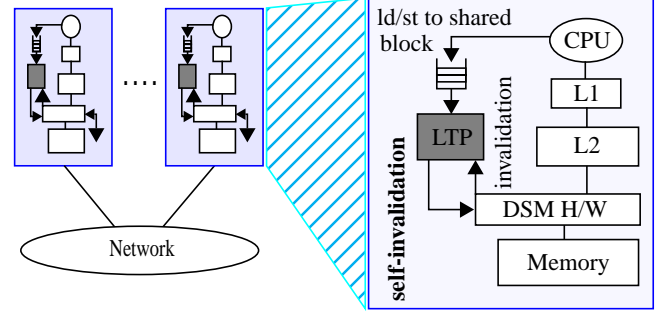 ld/st to shared
block
CPU
L1
LTP
invalidation
L2
self-invalidation
DSM H/W
Memory
....
Network